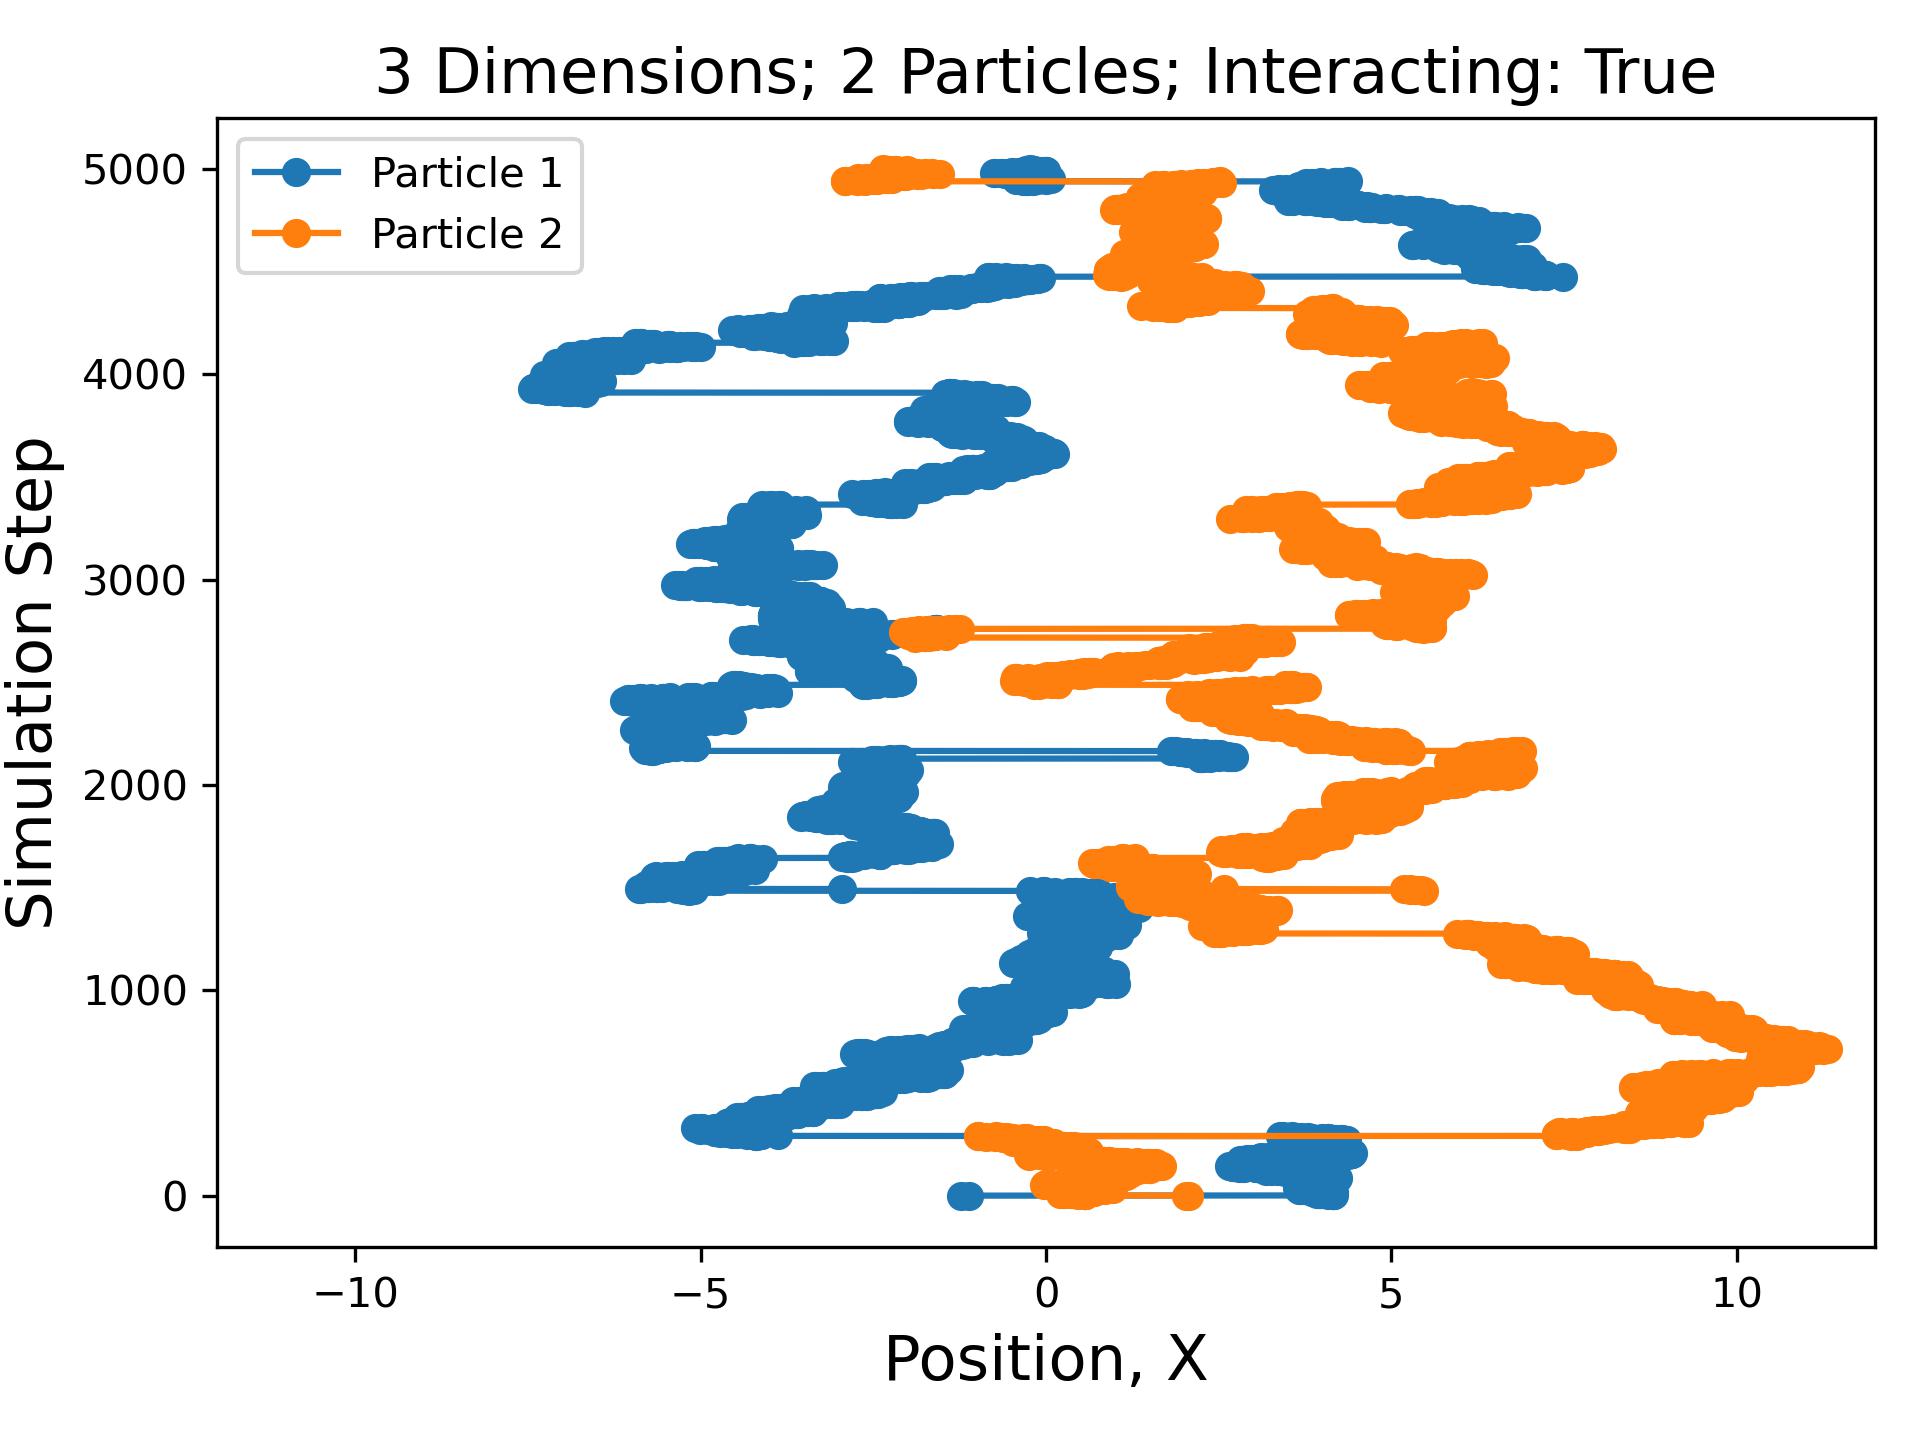 3 Dimensions; 2 Particles; Interacting: True
Particle 1
Particle 2
5000
4000
3000
2000
1000
0
Simulation Step
−10
−5
0
5
10
Position, X